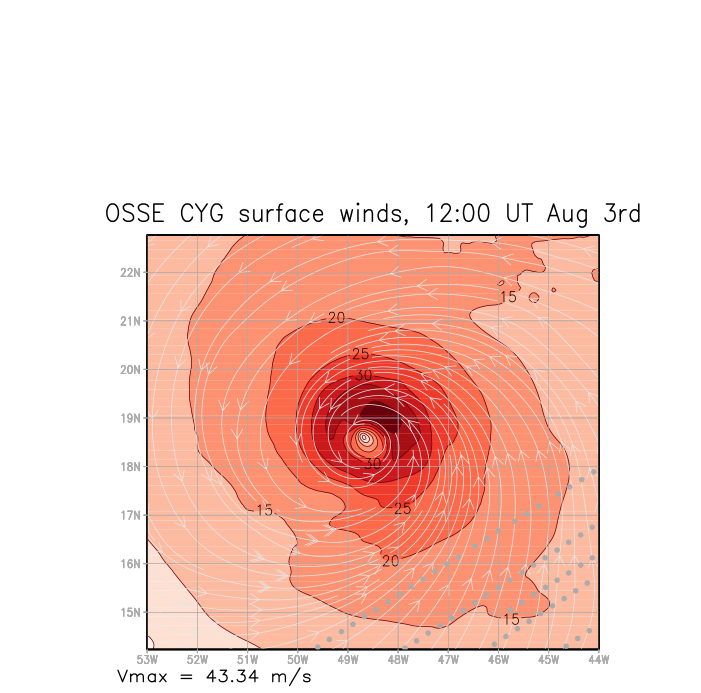 OSSE CYG surface winds, 12:00 UT Aug 3rd
22N
15
21N
20
25
20N
30
19N
18N
30
17N
15
25
16N
20
15N
15
53W 52W 51W 50W 49W 48W 47W 46W 45W 44W
Vmax = 43.34 m/s